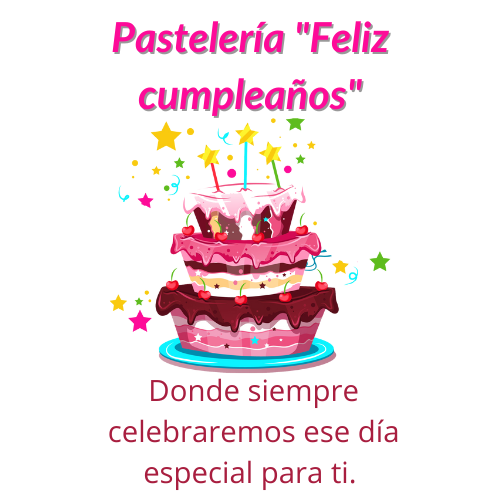 Pastelería "Feliz
cumpleaños"
Donde siempre
celebraremos ese día
especial para ti.